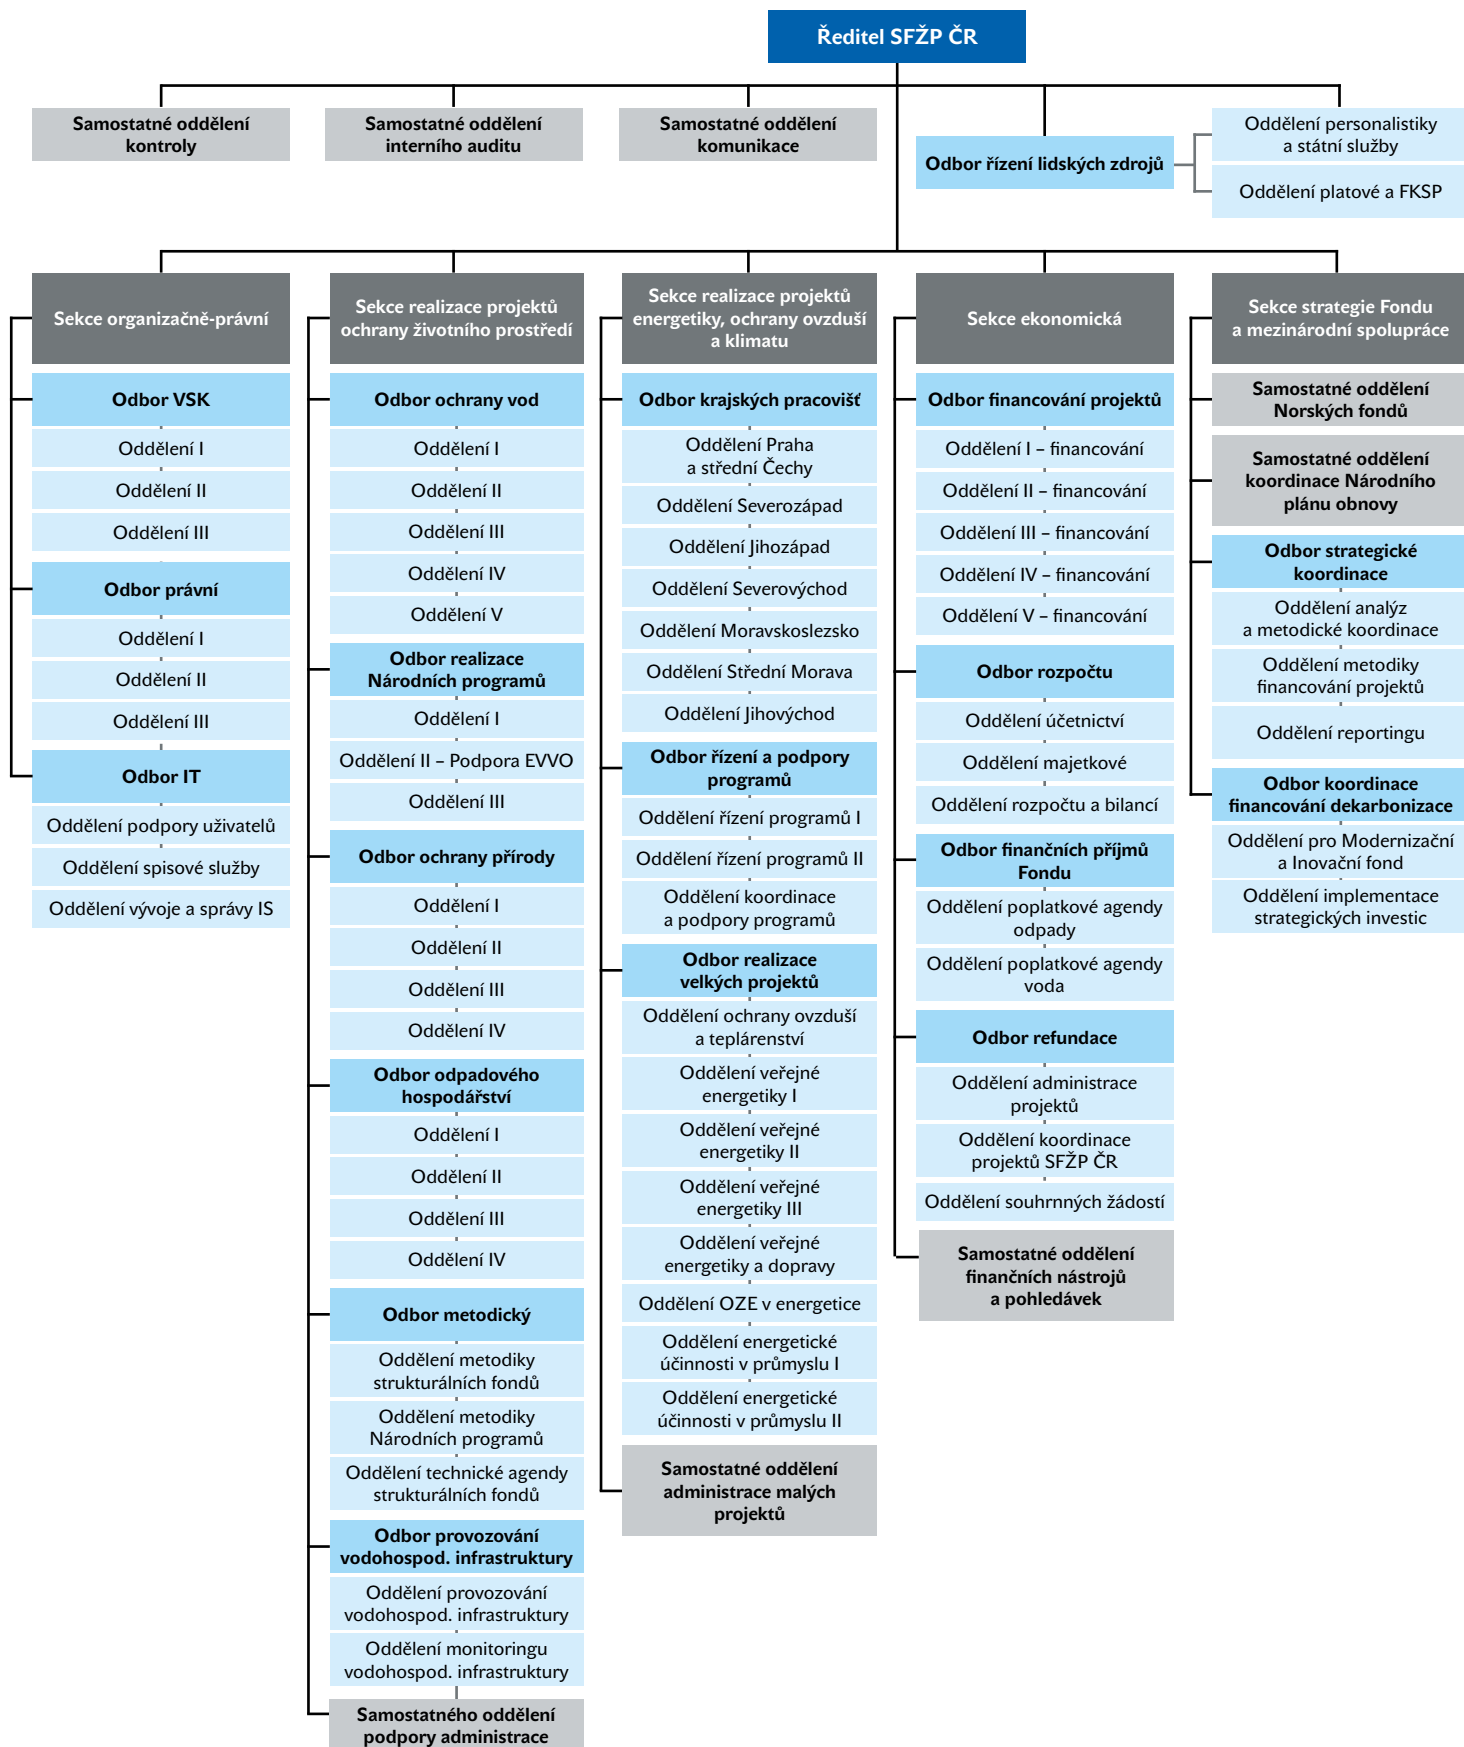 Ředitel SFŽP ČR
Samostatné oddělení
kontroly
Samostatné oddělení
interního auditu
Samostatné oddělení
komunikace
Odbor řízení lidských zdrojů
Oddělení personalistiky
a státní služby
Oddělení platové a FKSP
Sekce organizačně-právní
Odbor VSK
Oddělení I
Oddělení II
Oddělení III
Odbor právní
Oddělení I
Oddělení II
Oddělení III
Odbor IT
Oddělení podpory uživatelů
Oddělení spisové služby
Oddělení vývoje a správy IS
Sekce realizace projektů
ochrany životního prostředí
Odbor ochrany vod
Oddělení I
Oddělení II
Oddělení III
Oddělení IV
Oddělení V
Odbor realizace
Národních programů
Oddělení I
Oddělení II – Podpora EVVO
Oddělení III
Odbor ochrany přírody
Oddělení I
Oddělení II
Oddělení III
Oddělení IV
Odbor odpadového
hospodářství
Oddělení I
Oddělení II
Oddělení III
Oddělení IV
Odbor metodický
Oddělení metodiky
strukturálních fondů
Oddělení metodiky
Národních programů
Oddělení technické agendy
strukturálních fondů
Odbor provozování
vodohospod. infrastruktury
Oddělení provozování
vodohospod. infrastruktury
Oddělení monitoringu
vodohospod. infrastruktury
Samostatného oddělení
podpory administrace
Sekce realizace projektů
energetiky, ochrany ovzduší
a klimatu
Odbor krajských pracovišť
Oddělení Praha
a střední Čechy
Oddělení Severozápad
Oddělení Jihozápad
Oddělení Severovýchod
Oddělení Moravskoslezsko
Oddělení Střední Morava
Oddělení Jihovýchod
Odbor řízení a podpory
programů
Oddělení řízení programů I
Oddělení řízení programů II
Oddělení koordinace
a podpory programů
Odbor realizace
velkých projektů
Oddělení ochrany ovzduší
a teplárenství
Oddělení veřejné
energetiky I
Oddělení veřejné
energetiky II
Oddělení veřejné
energetiky III
Oddělení veřejné
energetiky a dopravy
Oddělení OZE v energetice
Oddělení energetické
účinnosti v průmyslu I
Oddělení energetické
účinnosti v průmyslu II
Samostatné oddělení
administrace malých
projektů
Sekce ekonomická
Odbor financování projektů
Oddělení I – financování
Oddělení II – financování
Oddělení III – financování
Oddělení IV – financování
Oddělení V – financování
Odbor rozpočtu
Oddělení účetnictví
Oddělení majetkové
Oddělení rozpočtu a bilancí
Odbor finančních příjmů
Fondu
Oddělení poplatkové agendy
odpady
Oddělení poplatkové agendy
voda
Odbor refundace
Oddělení administrace
projektů
Oddělení koordinace
projektů SFŽP ČR
Oddělení souhrnných žádostí
Samostatné oddělení
finančních nástrojů
a pohledávek
Sekce strategie Fondu
a mezinárodní spolupráce
Samostatné oddělení
Norských fondů
Samostatné oddělení
koordinace Národního
plánu obnovy
Odbor strategické
koordinace
Oddělení analýz
a metodické koordinace
Oddělení metodiky
financování projektů
Oddělení reportingu
Odbor koordinace
financování dekarbonizace
Oddělení pro Modernizační
a Inovační fond
Oddělení implementace
strategických investic